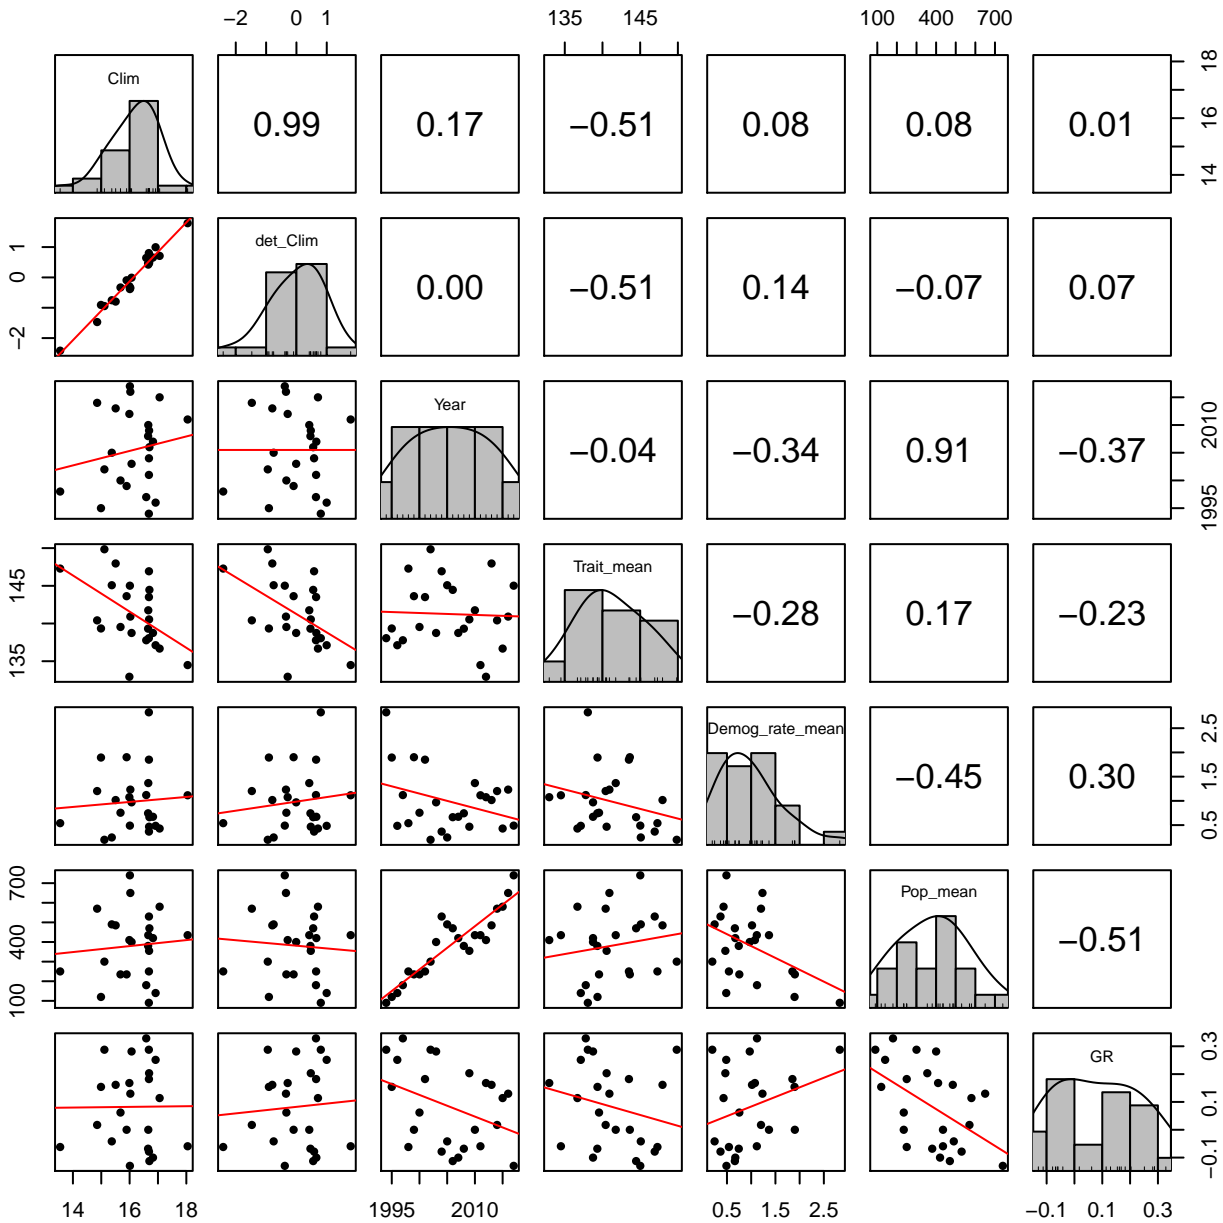 −2 0 1 135 145 100 400 700
Clim 0.99 0.17 −0.51 0.08 0.08 0.01 14 16 18
−2 0 1 det_Clim 0.00 −0.51 0.14 −0.07 0.07
Year −0.04 −0.34 0.91 −0.37 1995 2010
135 145 Trait_mean −0.28 0.17 −0.23
Demog_rate_mean −0.45 0.30 0.5 1.5 2.5
100 400 700 Pop_mean −0.51
GR −0.1 0.1 0.3
14 16 18 1995 2010 0.5 1.5 2.5 −0.1 0.1 0.3